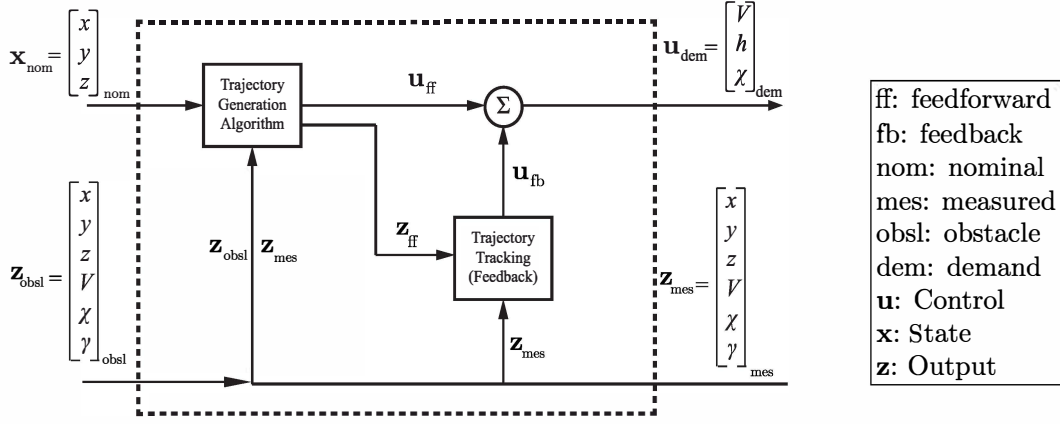 x_nom = [x y z]_nom
u_dem = [V h χ]_dem
Trajectory
Generation
Algorithm
u_ff
Σ
u_fb
z_obsl = [x y z V χ γ]_obsl
z_obsl z_mes
z_ff
Trajectory
Tracking
(Feedback)
z_mes
z_mes = [x y z V χ γ]_mes
ff: feedforward
fb: feedback
nom: nominal
mes: measured
obsl: obstacle
dem: demand
u: Control
x: State
z: Output